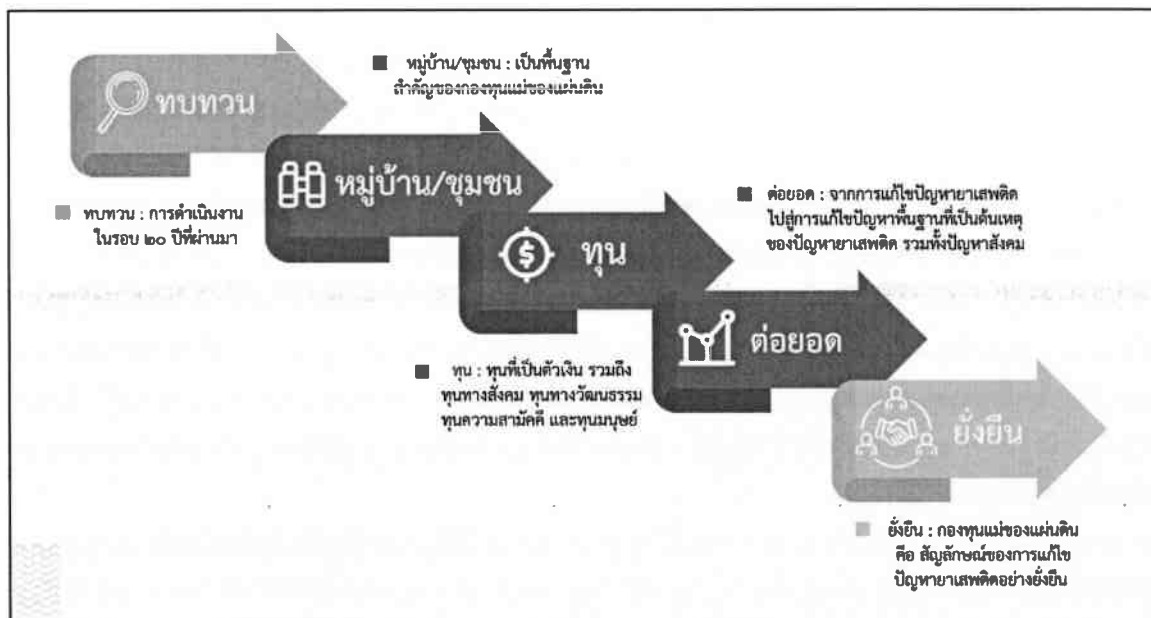 ทบทวน
หมู่บ้าน/ชุมชน : เป็นพื้นฐาน
สำคัญของกองทุนแม่ของแผ่นดิน
หมู่บ้าน/ชุมชน
ทบทวน : การดำเนินงาน
ในรอบ ๒๐ ปีที่ผ่านมา
ทุน
ต่อยอด : จากการแก้ไขปัญหายาเสพติด
ไปสู่การแก้ไขปัญหาพื้นฐานที่เป็นต้นเหตุ
ของปัญหายาเสพติด รวมทั้งปัญหาสังคม
ต่อยอด
ทุน : ทุนที่เป็นตัวเงิน รวมถึง
ทุนทางสังคม ทุนทางวัฒนธรรม
ทุนความสามัคคี และทุนมนุษย์
ยั่งยืน
ยั่งยืน : กองทุนแม่ของแผ่นดิน
คือ สัญลักษณ์ของการแก้ไข
ปัญหายาเสพติดอย่างยั่งยืน